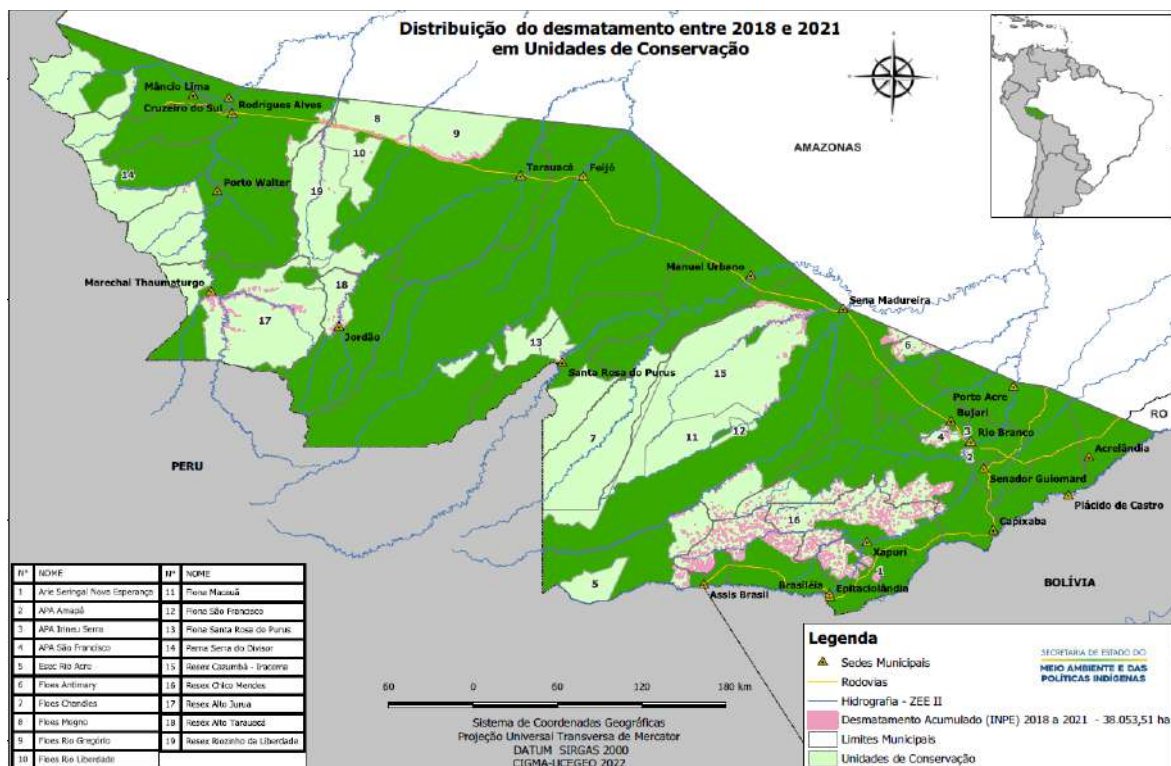 Distribuição do desmatamento entre 2018 e 2021
em Unidades de Conservação
Mâncio Lima
Rodrigues Alves
Cruzeiro do Sul
8
9
10
AMAZONAS
14
Porto Walter
19
Tarauacá
Feijó
Manuel Urbano
Marechal Thaumaturgo
18
17
Jordão
Sena Madureira
13
6
Santa Rosa do Purus
15
Porto Acre
Bujari
RO
7
11
12
3
4
Rio Branco
2
Acrelândia
PERU
Senador Guiomard
Plácido de Castro
16
Capixaba
Xapuri
1
5
BOLÍVIA
Assis Brasil
Brasiléia
Epitaciolândia
Nº NOME Nº NOME
1 Arie Seringal Nova Esperança 11 Flona Macauã
2 APA Amapá 12 Flona São Francisco
3 APA Irineu Serra 13 Flona Santa Rosa do Purus
4 APA São Francisco 14 Parna Serra do Divisor
5 Esec Rio Acre 15 Resex Cazumbá - Iracema
6 Floes Antimary 16 Resex Chico Mendes
7 Floes Chandles 17 Resex Alto Juruá
8 Floes Mogno 18 Resex Alto Tarauacá
9 Floes Rio Gregório 19 Resex Riozinho da Liberdade
10 Floes Rio Liberdade
60 0 60 120 180 km
Sistema de Coordenadas Geográficas
Projeção Universal Transversa de Mercator
DATUM SIRGAS 2000
CIGMA-UCEGEO 2022
Legenda
Sedes Municipais
Rodovias
Hidrografia - ZEE II
Desmatamento Acumulado (INPE) 2018 a 2021 - 38.053,51 ha
Limites Municipais
Unidades de Conservação
SECRETARIA DE ESTADO DO
MEIO AMBIENTE E DAS
POLÍTICAS INDÍGENAS